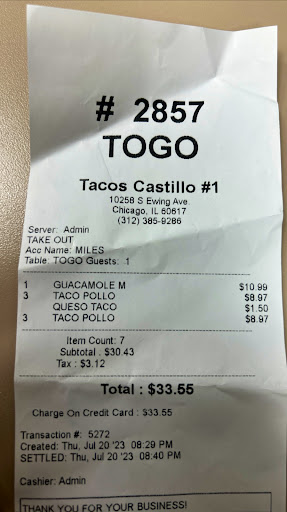 # 2857
TOGO
Tacos Castillo #1
10258 S Ewing Ave
Chicago, IL 60617
(312) 385-9286
Server: Admin
TAKE OUT
Acc Name: MILES
Table: TOGO Guests: 1
1 GUACAMOLE M $10.99
3 TACO POLLO $8.97
QUESO TACO $1.50
3 TACO POLLO $8.97
Item Count: 7
Subtotal : $30.43
Tax : $3.12
Total : $33.55
Charge On Credit Card : $33.55
Transaction #: 5272
Created: Thu, Jul 20 '23 08:29 PM
SETTLED: Thu, Jul 20 '23 08:40 PM
Cashier: Admin
THANK YOU FOR YOUR BUSINESS!